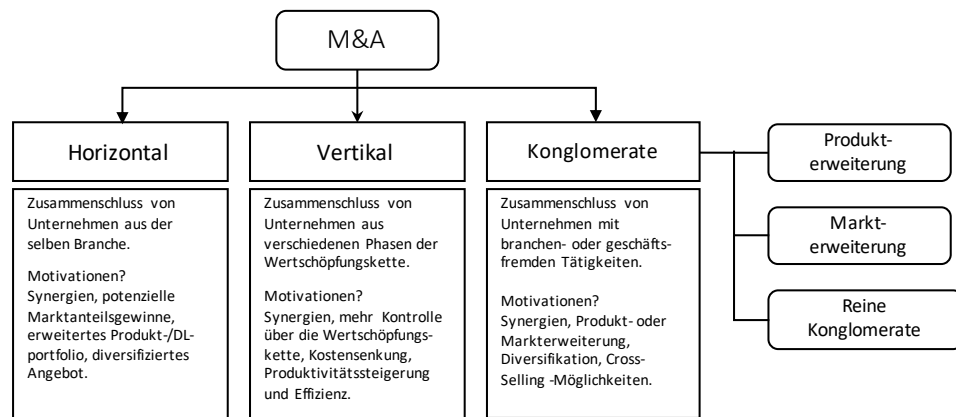 M&A
Horizontal
Zusammenschluss von
Unternehmen aus der
selben Branche.
Motivationen?
Synergien, potenzielle
Marktanteilsgewinne,
erweitertes Produkt-/DL-
portfolio, diversifiziertes
Angebot.
Vertikal
Zusammenschluss von
Unternehmen aus
verschiedenen Phasen der
Wertschöpfungskette.
Motivationen?
Synergien, mehr Kontrolle
über die Wertschöpfungs-
kette, Kostensenkung,
Produktivitätssteigerung
und Effizienz.
Konglomerate
Zusammenschluss von
Unternehmen mit
branchen- oder geschäfts-
fremden Tätigkeiten.
Motivationen?
Synergien, Produkt- oder
Markterweiterung,
Diversifikation, Cross-
Selling -Möglichkeiten.
Produkt-
erweiterung
Markt-
erweiterung
Reine
Konglomerate